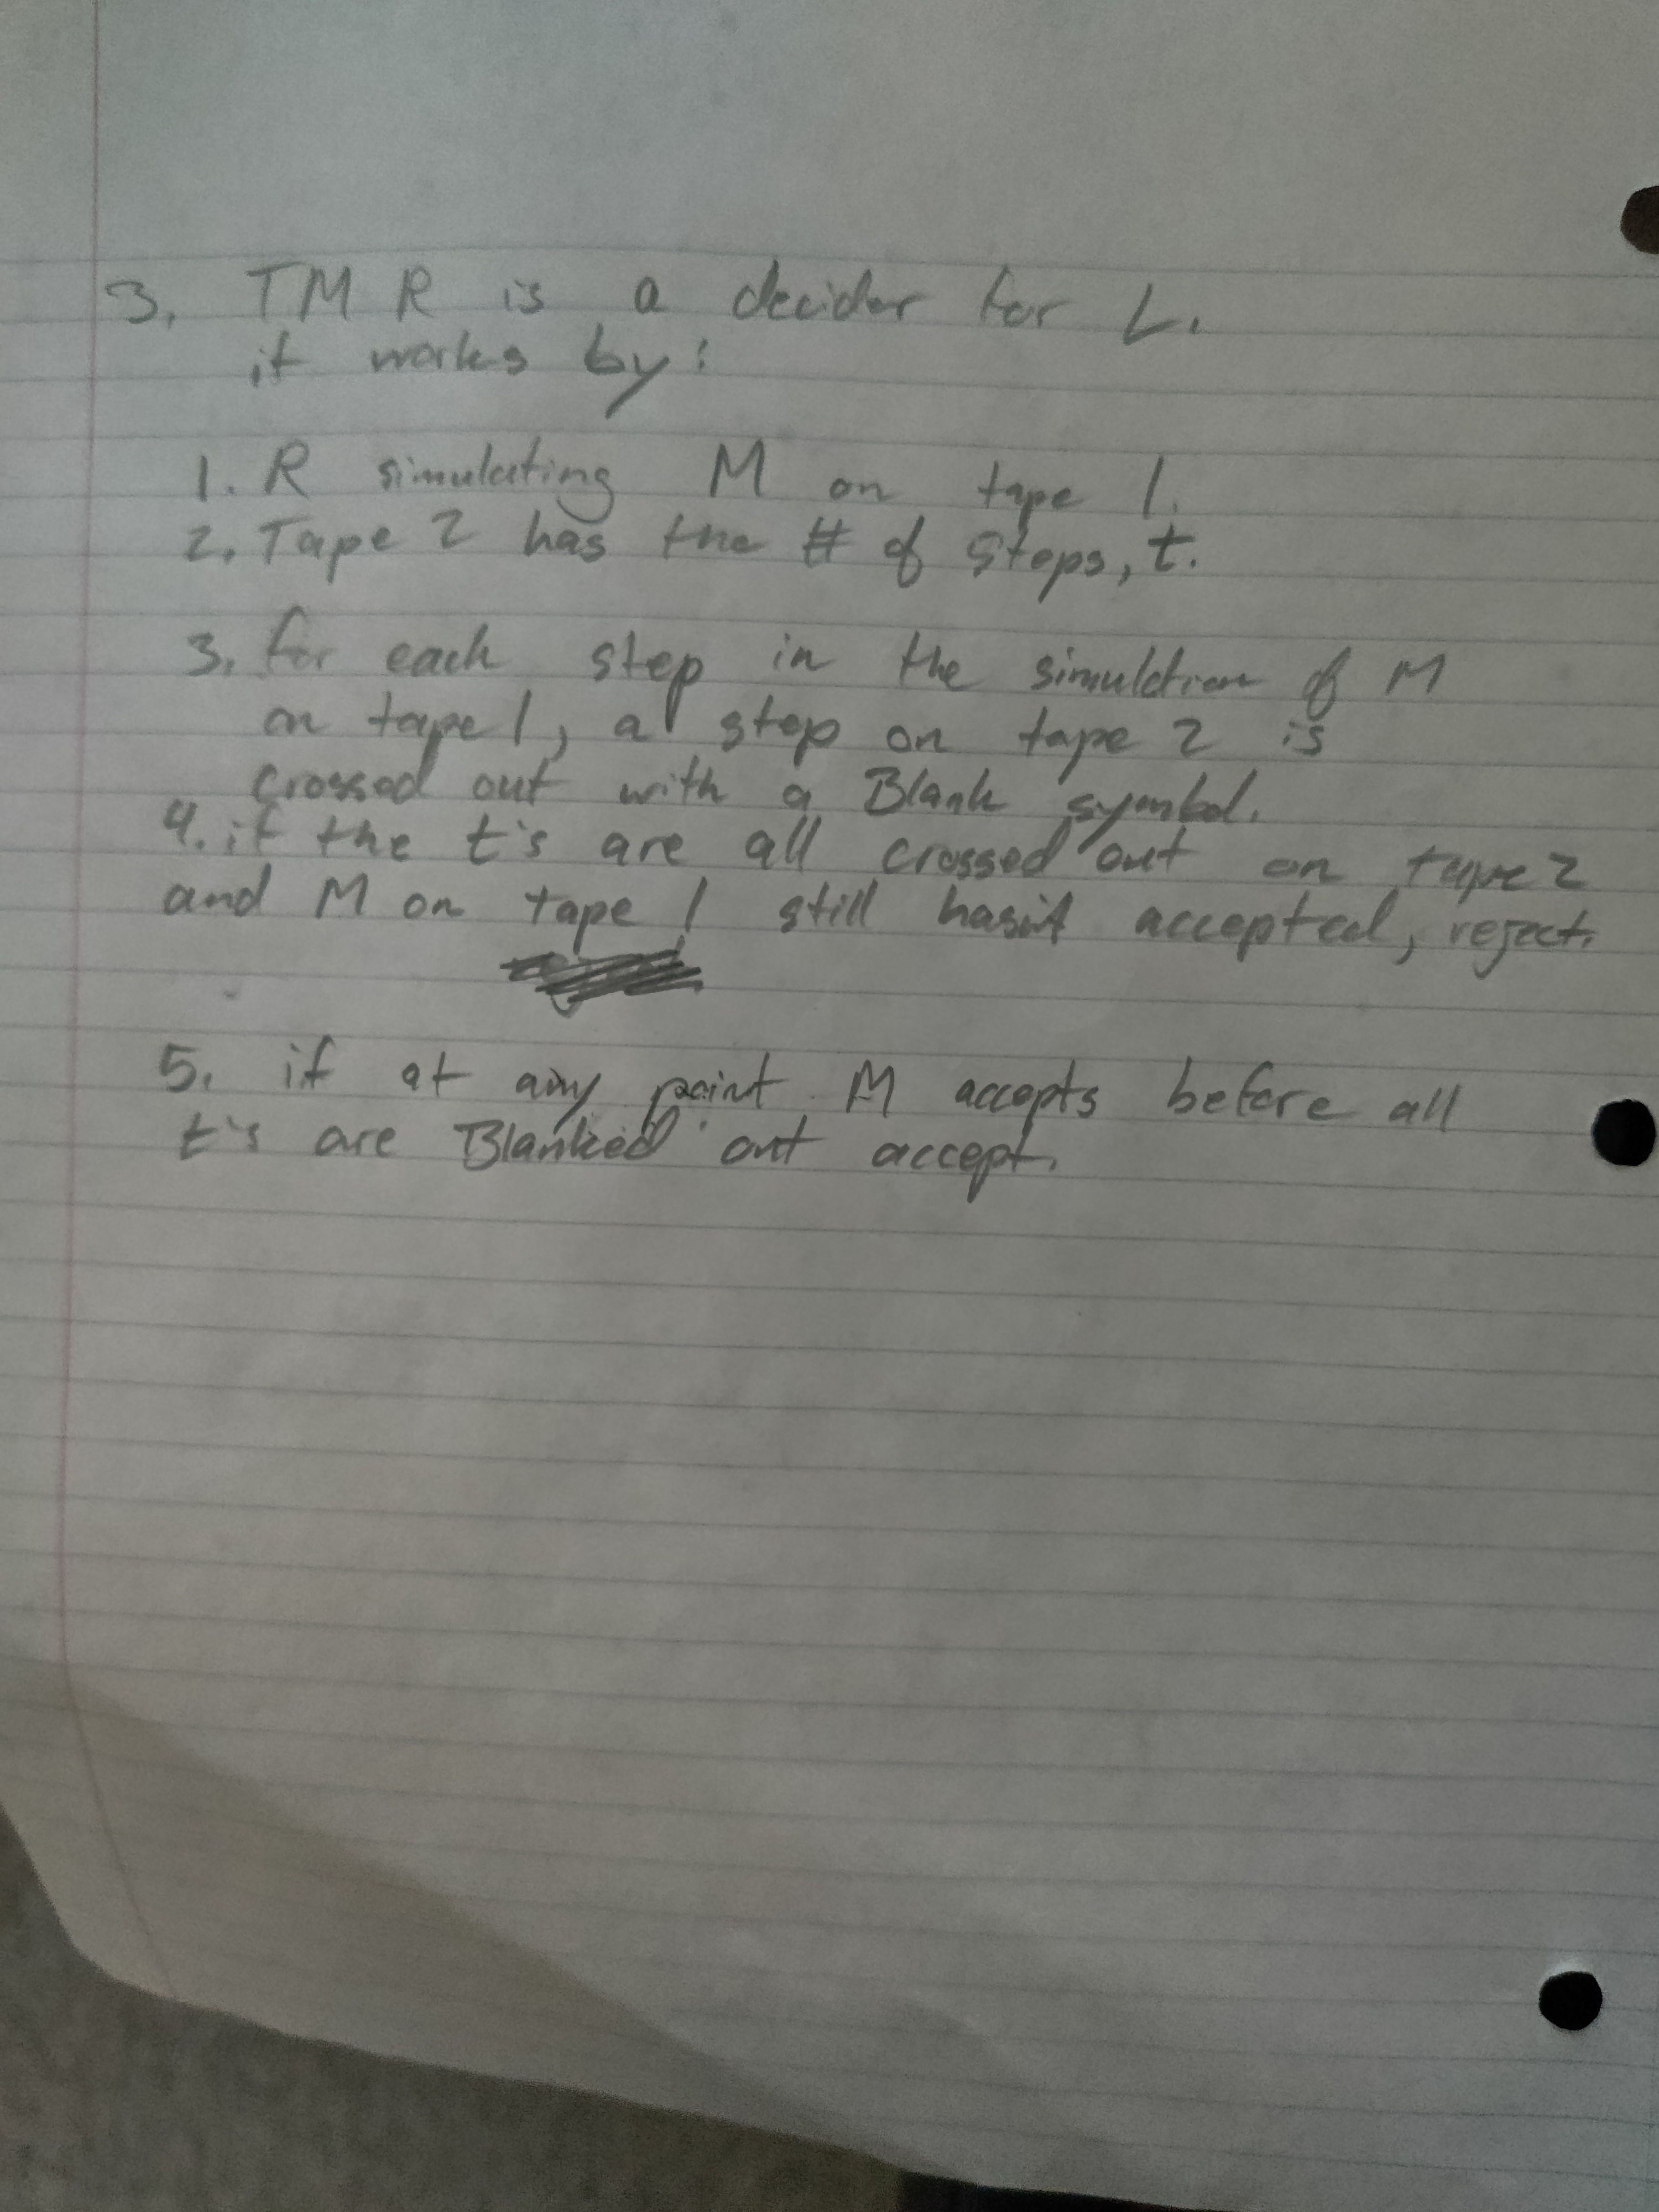 3. TM R is a decider for L.
it works by:
1. R simulating M on tape 1.
2. Tape 2 has the # of steps, t.
3. for each step in the simulation of M
on tape 1, a step on tape 2 is
crossed out with a Blank symbol.
4. if the t's are all crossed out on tape 2
and M on tape 1 still hasn't accepted, reject.
5. if at any point M accepts before all
t's are Blanked out accept.